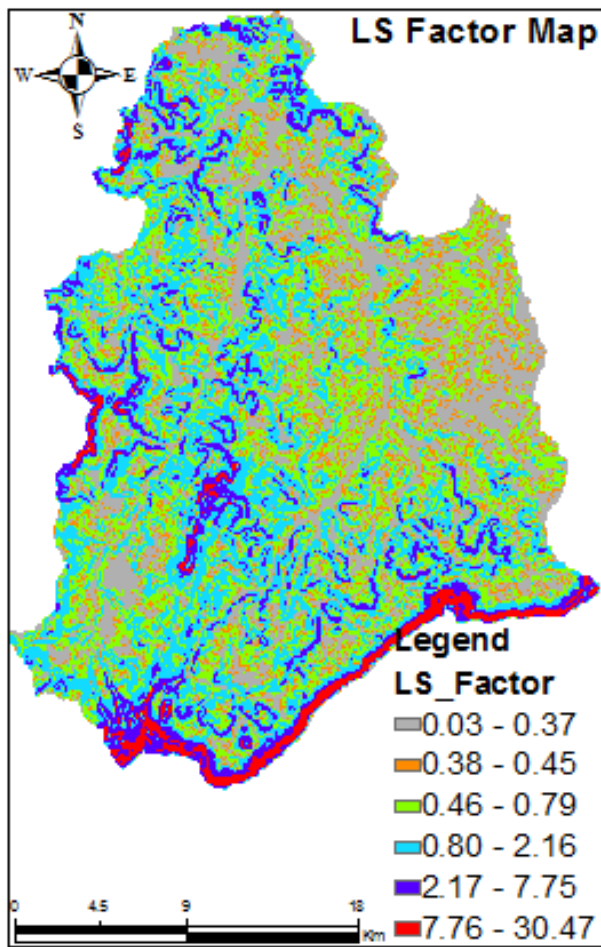 LS Factor Map
N
W E
S
Legend
LS_Factor
0.03 - 0.37
0.38 - 0.45
0.46 - 0.79
0.80 - 2.16
2.17 - 7.75
7.76 - 30.47
0 4.5 9 18
Km